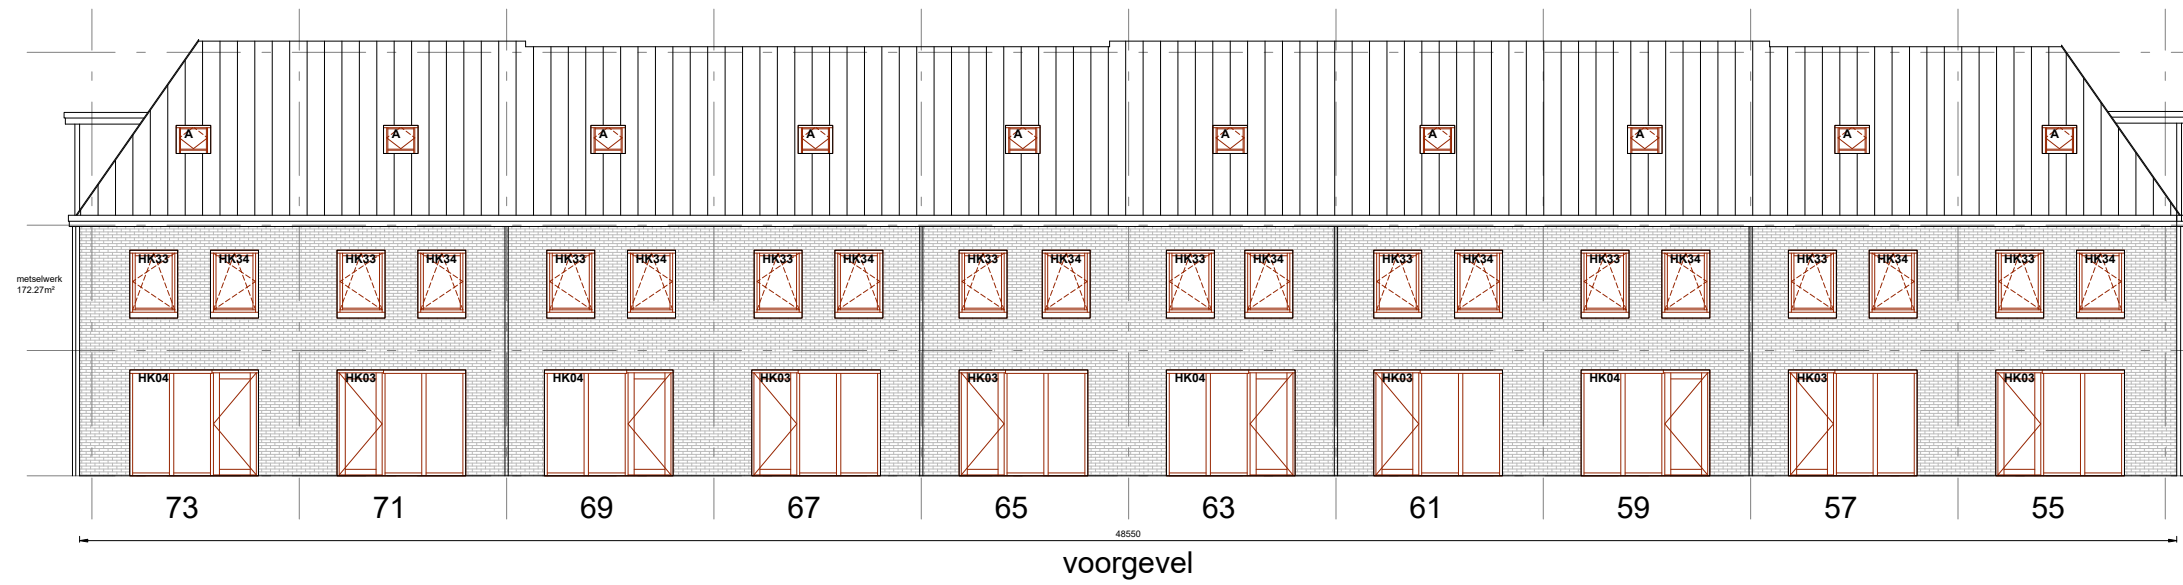 A A A A A A A A A A
HK33 HK34 HK33 HK34 HK33 HK34 HK33 HK34 HK33 HK34 HK33 HK34 HK33 HK34 HK33 HK34 HK33 HK34 HK33 HK34
metselwerk
172.27m²
HK04 HK03 HK04 HK03 HK03 HK04 HK03 HK04 HK03 HK03
73 71 69 67 65 63 61 59 57 55
48550
voorgevel